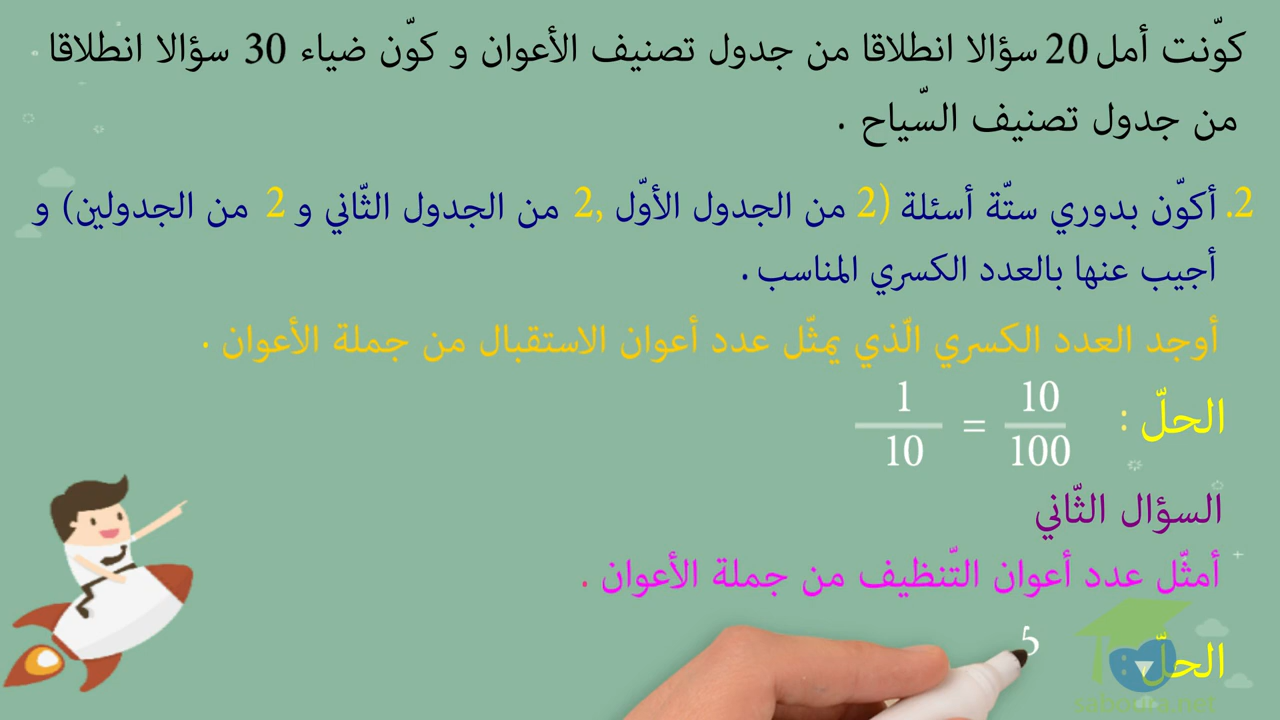 كوّنت أمل 20 سؤالا انطلاقا من جدول تصنيف الأعوان و كوّن ضياء 30 سؤالا انطلاقا
من جدول تصنيف السّياح .
2. أكوّن بدوري ستّة أسئلة (2 من الجدول الأوّل ,2 من الجدول الثّاني و 2 من الجدولين) و
أجيب عنها بالعدد الكسري المناسب .
أوجد العدد الكسري الّذي يمثّل عدد أعوان الاستقبال من جملة الأعوان .
الحلّ : 10/100 = 1/10
السؤال الثّاني
أمثّل عدد أعوان التّنظيف من جملة الأعوان .
الحلّ : 5